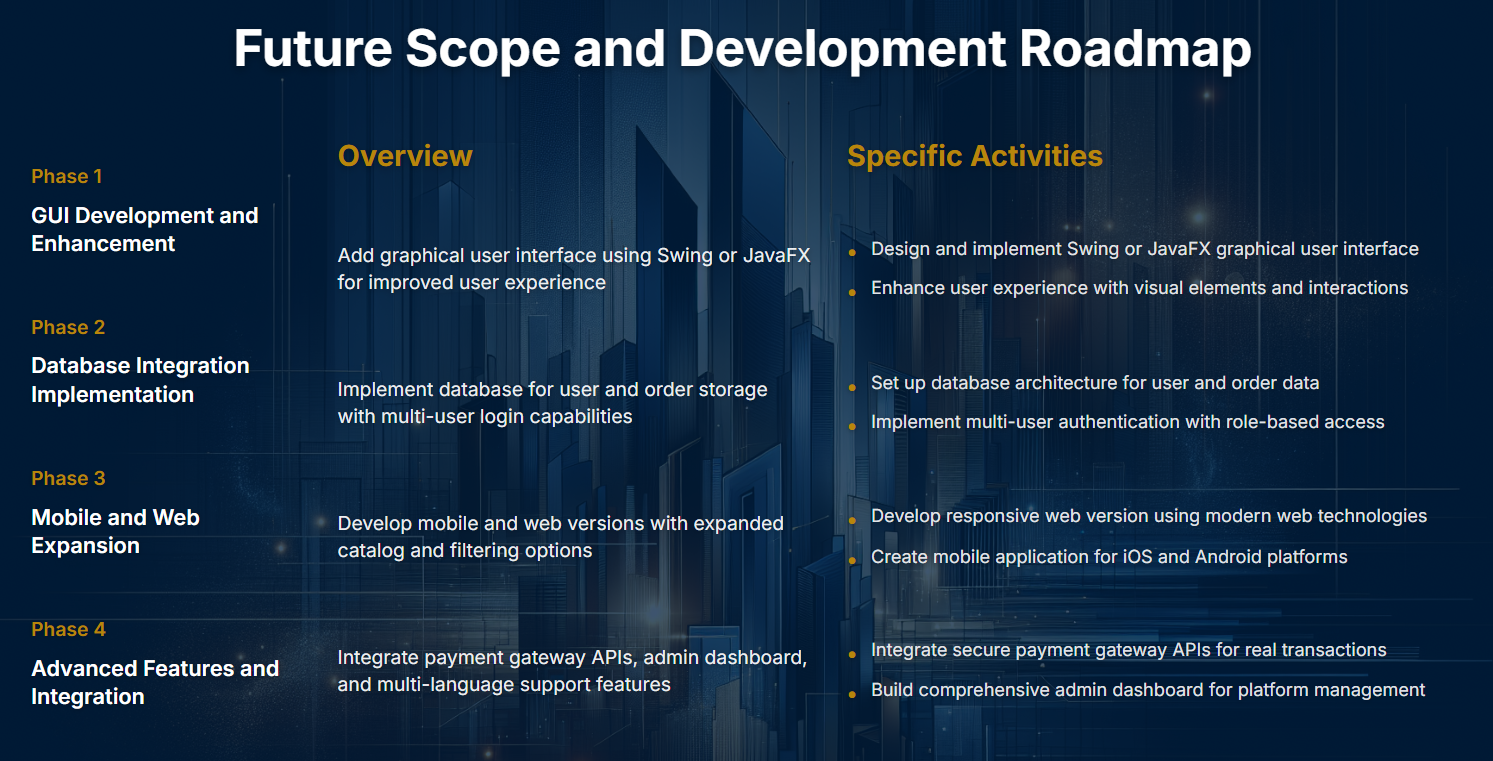 Future Scope and Development Roadmap
Overview
Specific Activities
Phase 1
GUI Development and
Enhancement
Add graphical user interface using Swing or JavaFX
for improved user experience
Design and implement Swing or JavaFX graphical user interface
Enhance user experience with visual elements and interactions
Phase 2
Database Integration
Implementation
Implement database for user and order storage
with multi-user login capabilities
Set up database architecture for user and order data
Implement multi-user authentication with role-based access
Phase 3
Mobile and Web
Expansion
Develop mobile and web versions with expanded
catalog and filtering options
Develop responsive web version using modern web technologies
Create mobile application for iOS and Android platforms
Phase 4
Advanced Features and
Integration
Integrate payment gateway APIs, admin dashboard,
and multi-language support features
Integrate secure payment gateway APIs for real transactions
Build comprehensive admin dashboard for platform management